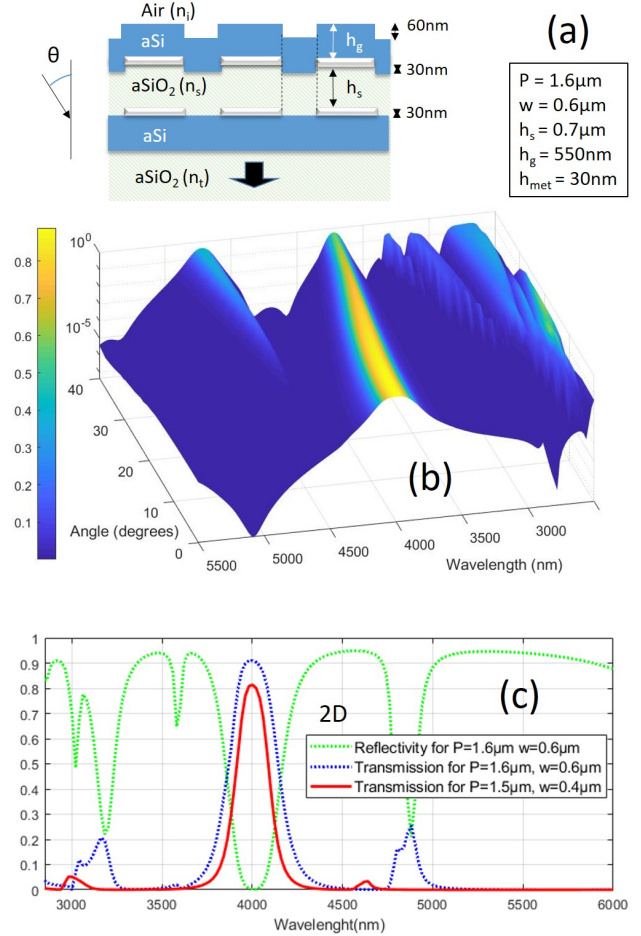 Air (nᵢ)
60nm
(a)
aSi
h_g
θ
30nm
aSiO₂ (nₛ)
hₛ
30nm
aSi
aSiO₂ (nₜ)
P = 1.6µm
w = 0.6µm
hₛ = 0.7µm
h_g = 550nm
h_met = 30nm
0.8
0.7
0.6
0.5
0.4
0.3
0.2
0.1
10⁰
10⁻⁵
40
30
20
10
0
Angle (degrees)
5500
5000
4500
4000
3500
3000
Wavelength (nm)
(b)
1
0.9
0.8
0.7
0.6
0.5
0.4
0.3
0.2
0.1
0
(c)
2D
Reflectivity for P=1.6µm w=0.6µm
Transmission for P=1.6µm, w=0.6µm
Transmission for P=1.5µm, w=0.4µm
3000
3500
4000
4500
5000
5500
6000
Wavelenght(nm)